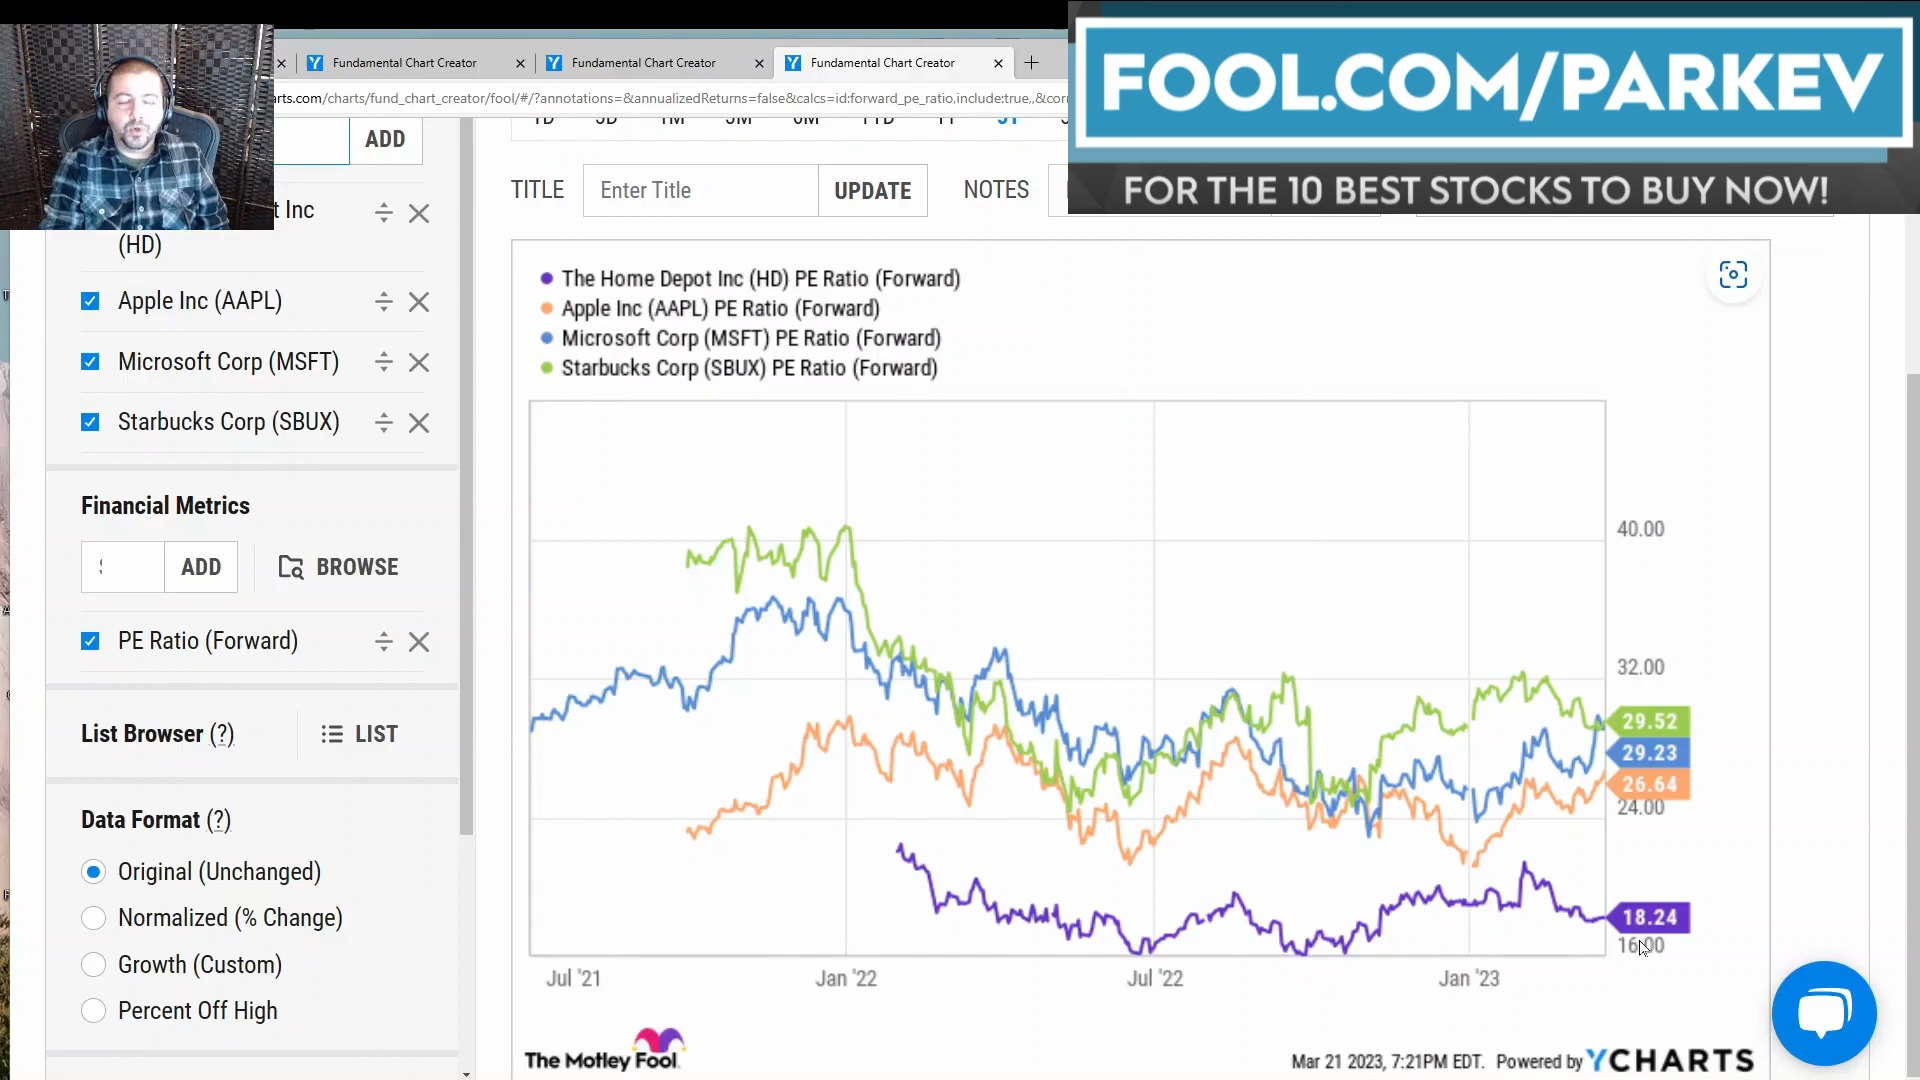 Fundamental Chart Creator
Fundamental Chart Creator
Fundamental Chart Creator
FOOL.COM/PARKEV
FOR THE 10 BEST STOCKS TO BUY NOW!
arts.com/charts/fund_chart_creator/fool/#/?annotations=&annualizedReturns=false&calcs=id:forward_pe_ratio,include:true,,&cor
ADD
TITLE
Enter Title
UPDATE
NOTES
t Inc
(HD)
Apple Inc (AAPL)
Microsoft Corp (MSFT)
Starbucks Corp (SBUX)
Financial Metrics
ADD
BROWSE
PE Ratio (Forward)
List Browser (?)
LIST
Data Format (?)
Original (Unchanged)
Normalized (% Change)
Growth (Custom)
Percent Off High
The Home Depot Inc (HD) PE Ratio (Forward)
Apple Inc (AAPL) PE Ratio (Forward)
Microsoft Corp (MSFT) PE Ratio (Forward)
Starbucks Corp (SBUX) PE Ratio (Forward)
40.00
32.00
29.52
29.23
26.64
24.00
18.24
16.00
Jul '21
Jan '22
Jul '22
Jan '23
The Motley Fool.
Mar 21 2023, 7:21PM EDT. Powered by YCHARTS